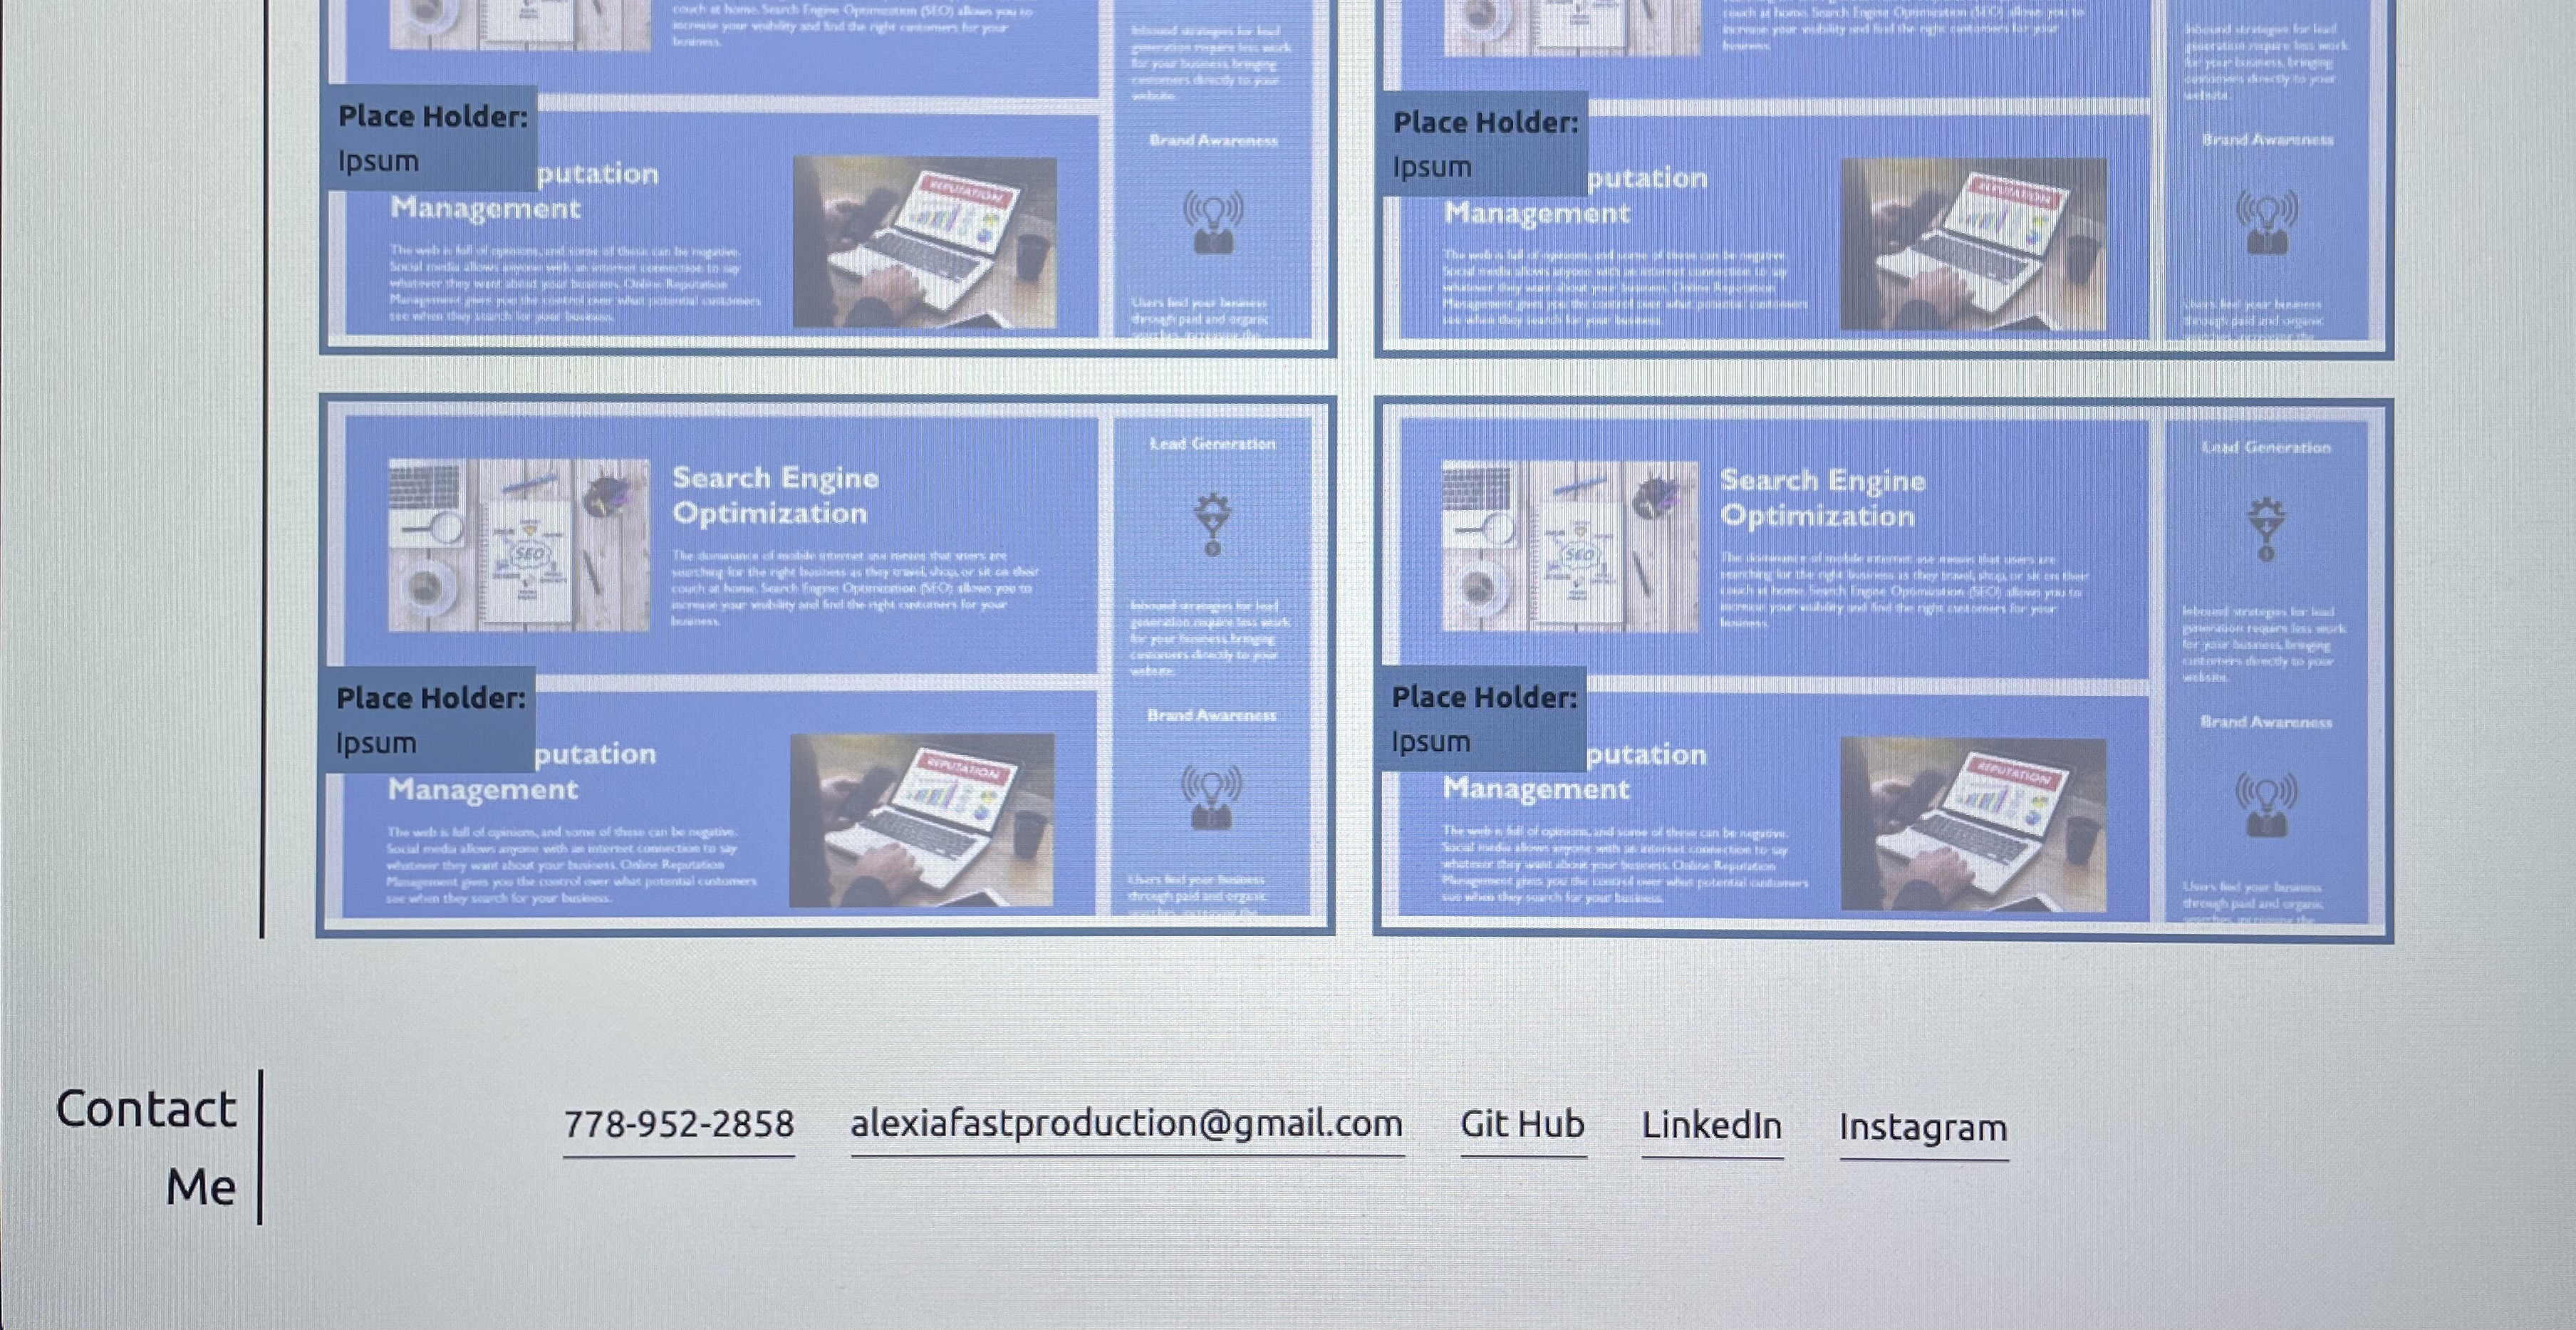 couch at home. Search Engine Optimization (SEO) allows you to
increase your visibility and find the right customers for your
business.
Inbound strategies for lead
generation require less work
for your business, bringing
customers directly to your
website.
Place Holder:
Ipsum
putation
Management
The web is full of opinions, and some of these can be negative.
Social media allows anyone with an internet connection to say
whatever they want about your business. Online Reputation
Management gives you the control over what potential customers
see when they search for your business.
REPUTATION
Brand Awareness
Users find your business
through paid and organic
searches, increasing the
couch at home. Search Engine Optimization (SEO) allows you to
increase your visibility and find the right customers for your
business.
Inbound strategies for lead
generation require less work
for your business, bringing
customers directly to your
website.
Place Holder:
Ipsum
putation
Management
The web is full of opinions, and some of these can be negative.
Social media allows anyone with an internet connection to say
whatever they want about your business. Online Reputation
Management gives you the control over what potential customers
see when they search for your business.
REPUTATION
Brand Awareness
Users find your business
through paid and organic
searches, increasing the
SEO
Search Engine
Optimization
The dominance of mobile internet use means that users are
searching for the right business as they travel, shop, or sit on their
couch at home. Search Engine Optimization (SEO) allows you to
increase your visibility and find the right customers for your
business.
Lead Generation
Inbound strategies for lead
generation require less work
for your business, bringing
customers directly to your
website.
Place Holder:
Ipsum
putation
Management
The web is full of opinions, and some of these can be negative.
Social media allows anyone with an internet connection to say
whatever they want about your business. Online Reputation
Management gives you the control over what potential customers
see when they search for your business.
REPUTATION
Brand Awareness
Users find your business
through paid and organic
searches, increasing the
SEO
Search Engine
Optimization
The dominance of mobile internet use means that users are
searching for the right business as they travel, shop, or sit on their
couch at home. Search Engine Optimization (SEO) allows you to
increase your visibility and find the right customers for your
business.
Lead Generation
Inbound strategies for lead
generation require less work
for your business, bringing
customers directly to your
website.
Place Holder:
Ipsum
putation
Management
The web is full of opinions, and some of these can be negative.
Social media allows anyone with an internet connection to say
whatever they want about your business. Online Reputation
Management gives you the control over what potential customers
see when they search for your business.
REPUTATION
Brand Awareness
Users find your business
through paid and organic
searches, increasing the
Contact
Me
778-952-2858 alexiafastproduction@gmail.com Git Hub LinkedIn Instagram